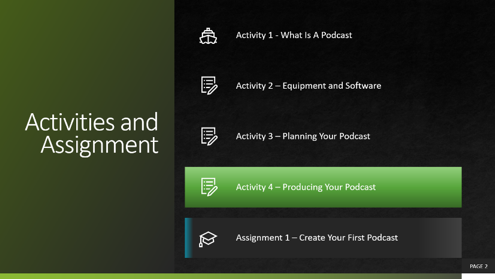 Activities and
Assignment
Activity 1 - What Is A Podcast
Activity 2 – Equipment and Software
Activity 3 – Planning Your Podcast
Activity 4 – Producing Your Podcast
Assignment 1 – Create Your First Podcast
PAGE 2